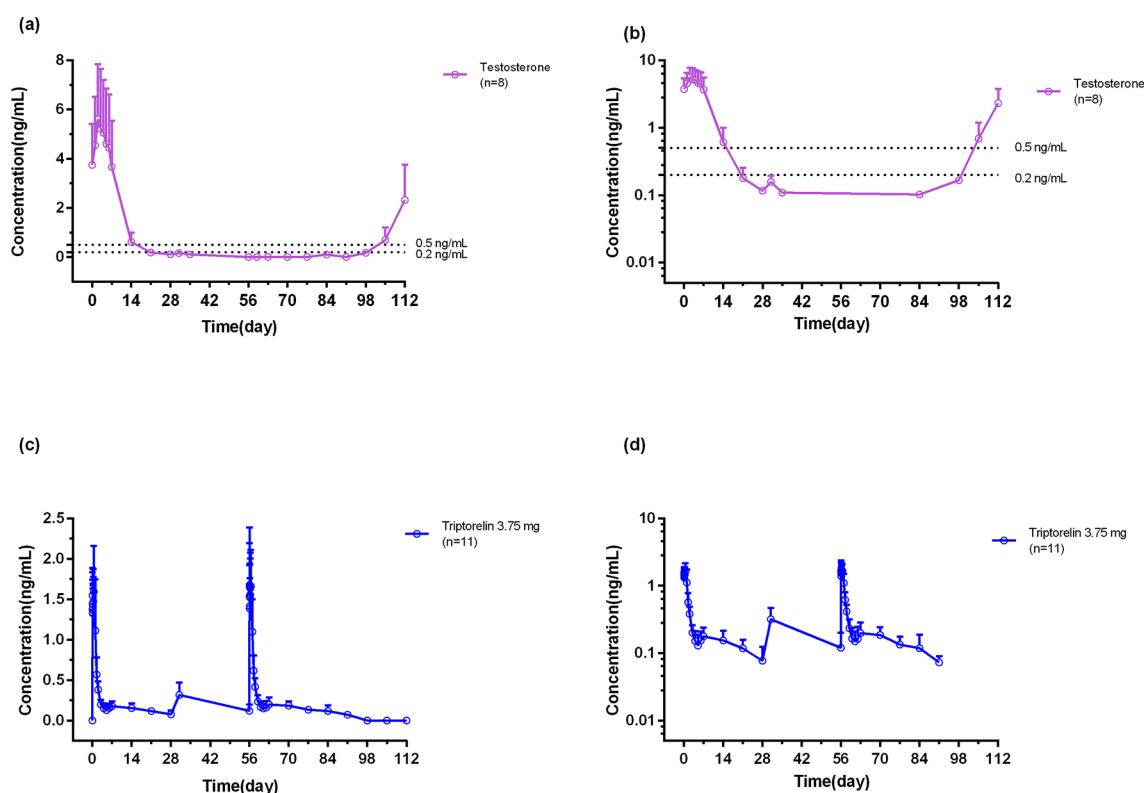 (a)
8
6
4
2
0
Concentration(ng/mL)
Testosterone
(n=8)
0.5 ng/mL
0.2 ng/mL
0 14 28 42 56 70 84 98 112
Time(day)
(b)
10
1
0.1
0.01
Concentration(ng/mL)
Testosterone
(n=8)
0.5 ng/mL
0.2 ng/mL
0 14 28 42 56 70 84 98 112
Time(day)
(c)
2.5
2.0
1.5
1.0
0.5
0.0
Concentration(ng/mL)
Triptorelin 3.75 mg
(n=11)
0 14 28 42 56 70 84 98 112
Time(day)
(d)
10
1
0.1
0.01
Concentration(ng/mL)
Triptorelin 3.75 mg
(n=11)
0 14 28 42 56 70 84 98 112
Time(day)